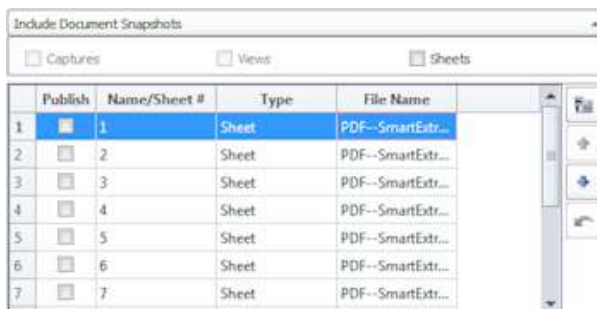 Include Document Snapshots
Captures Views Sheets
Publish Name/Sheet # Type File Name
1 1 Sheet PDF--SmartExtr...
2 2 Sheet PDF--SmartExtr...
3 3 Sheet PDF--SmartExtr...
4 4 Sheet PDF--SmartExtr...
5 5 Sheet PDF--SmartExtr...
6 6 Sheet PDF--SmartExtr...
7 7 Sheet PDF--SmartExtr...